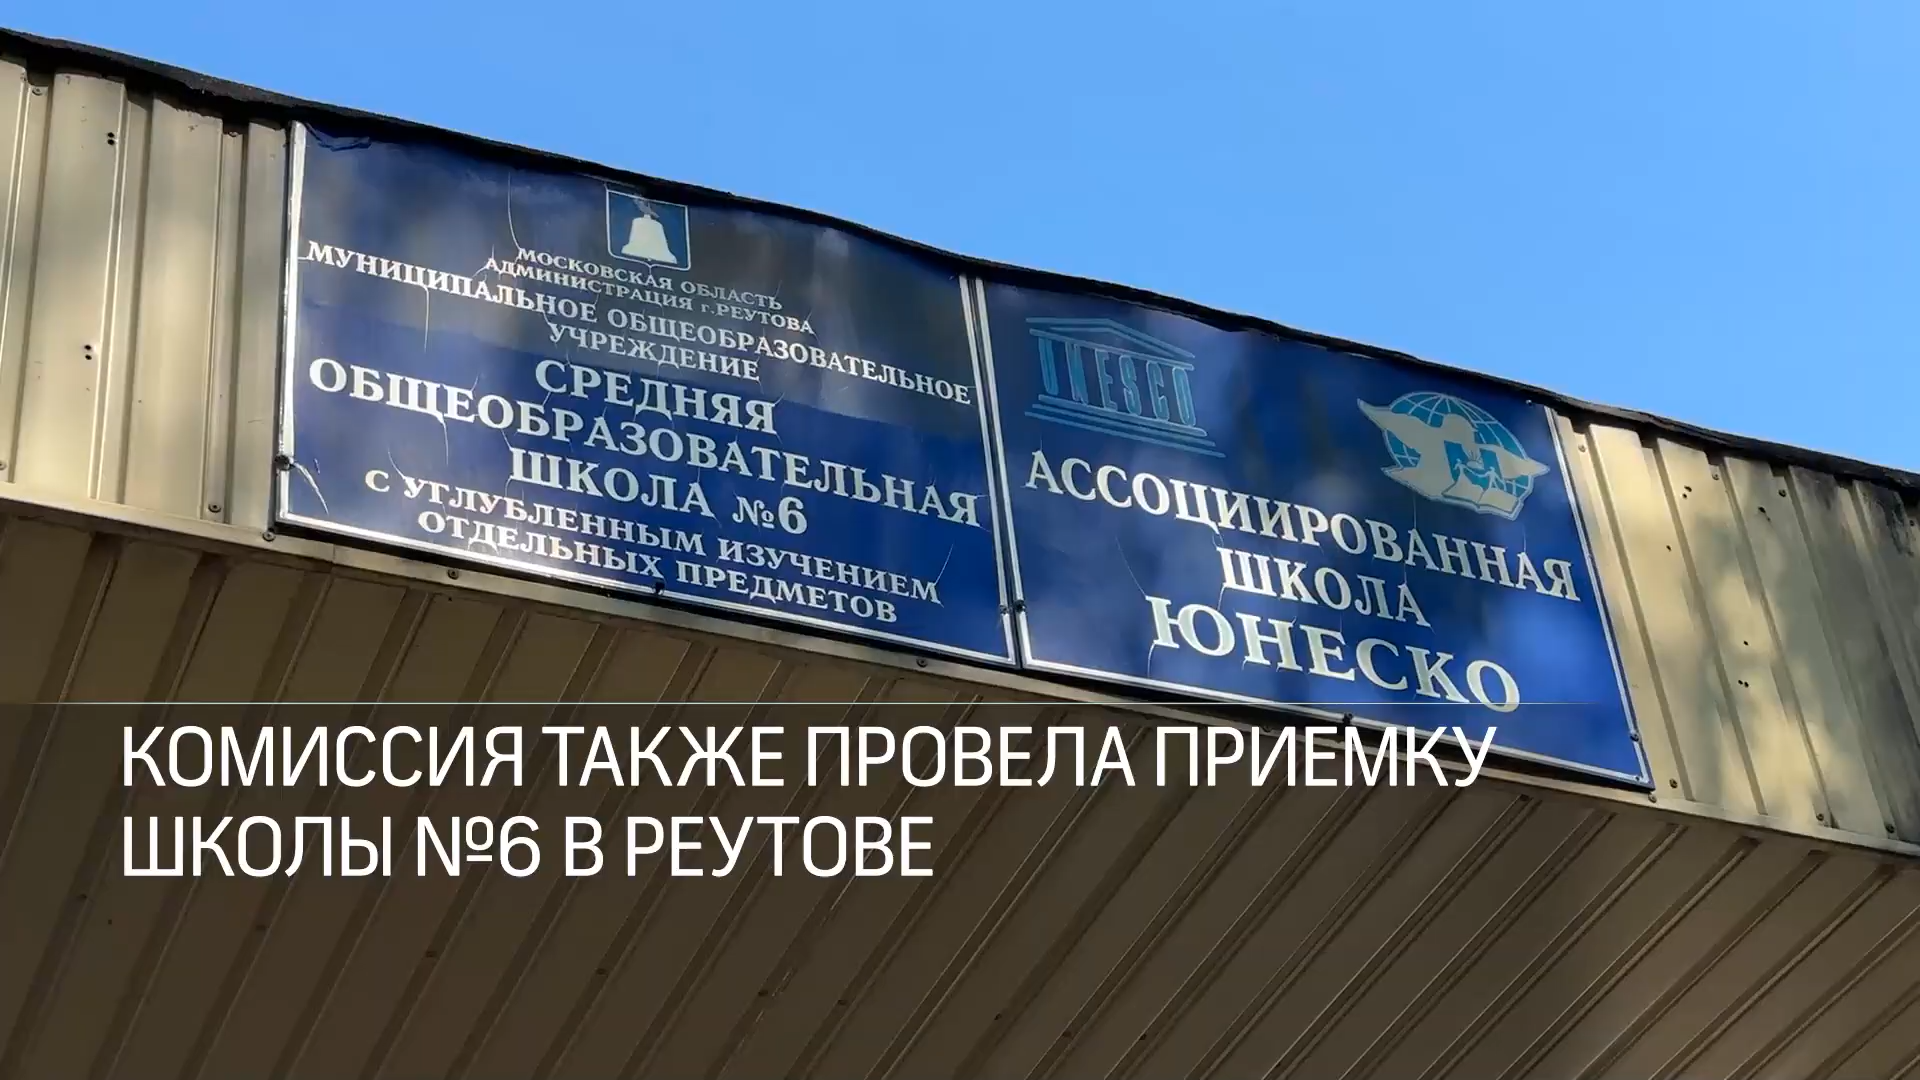 МОСКОВСКАЯ ОБЛАСТЬ
АДМИНИСТРАЦИЯ г.РЕУТОВА
МУНИЦИПАЛЬНОЕ ОБЩЕОБРАЗОВАТЕЛЬНОЕ
УЧРЕЖДЕНИЕ
СРЕДНЯЯ
ОБЩЕОБРАЗОВАТЕЛЬНАЯ
ШКОЛА №6
С УГЛУБЛЕННЫМ ИЗУЧЕНИЕМ
ОТДЕЛЬНЫХ ПРЕДМЕТОВ
UNESCO
АССОЦИИРОВАННАЯ
ШКОЛА
ЮНЕСКО
КОМИССИЯ ТАКЖЕ ПРОВЕЛА ПРИЕМКУ
ШКОЛЫ №6 В РЕУТОВЕ